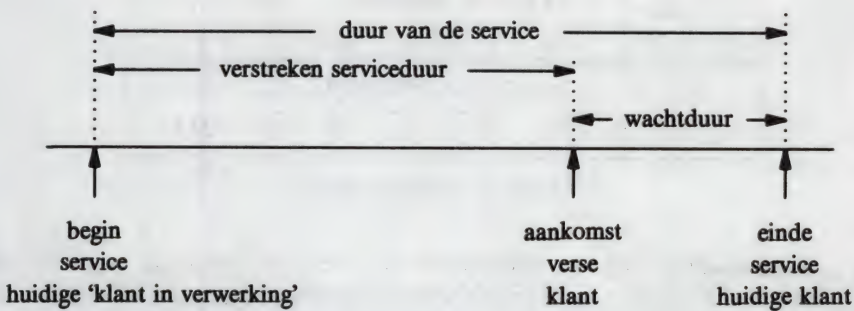 duur van de service
verstreken serviceduur
wachtduur
begin
service
huidige ‘klant in verwerking’
aankomst
verse
klant
einde
service
huidige klant